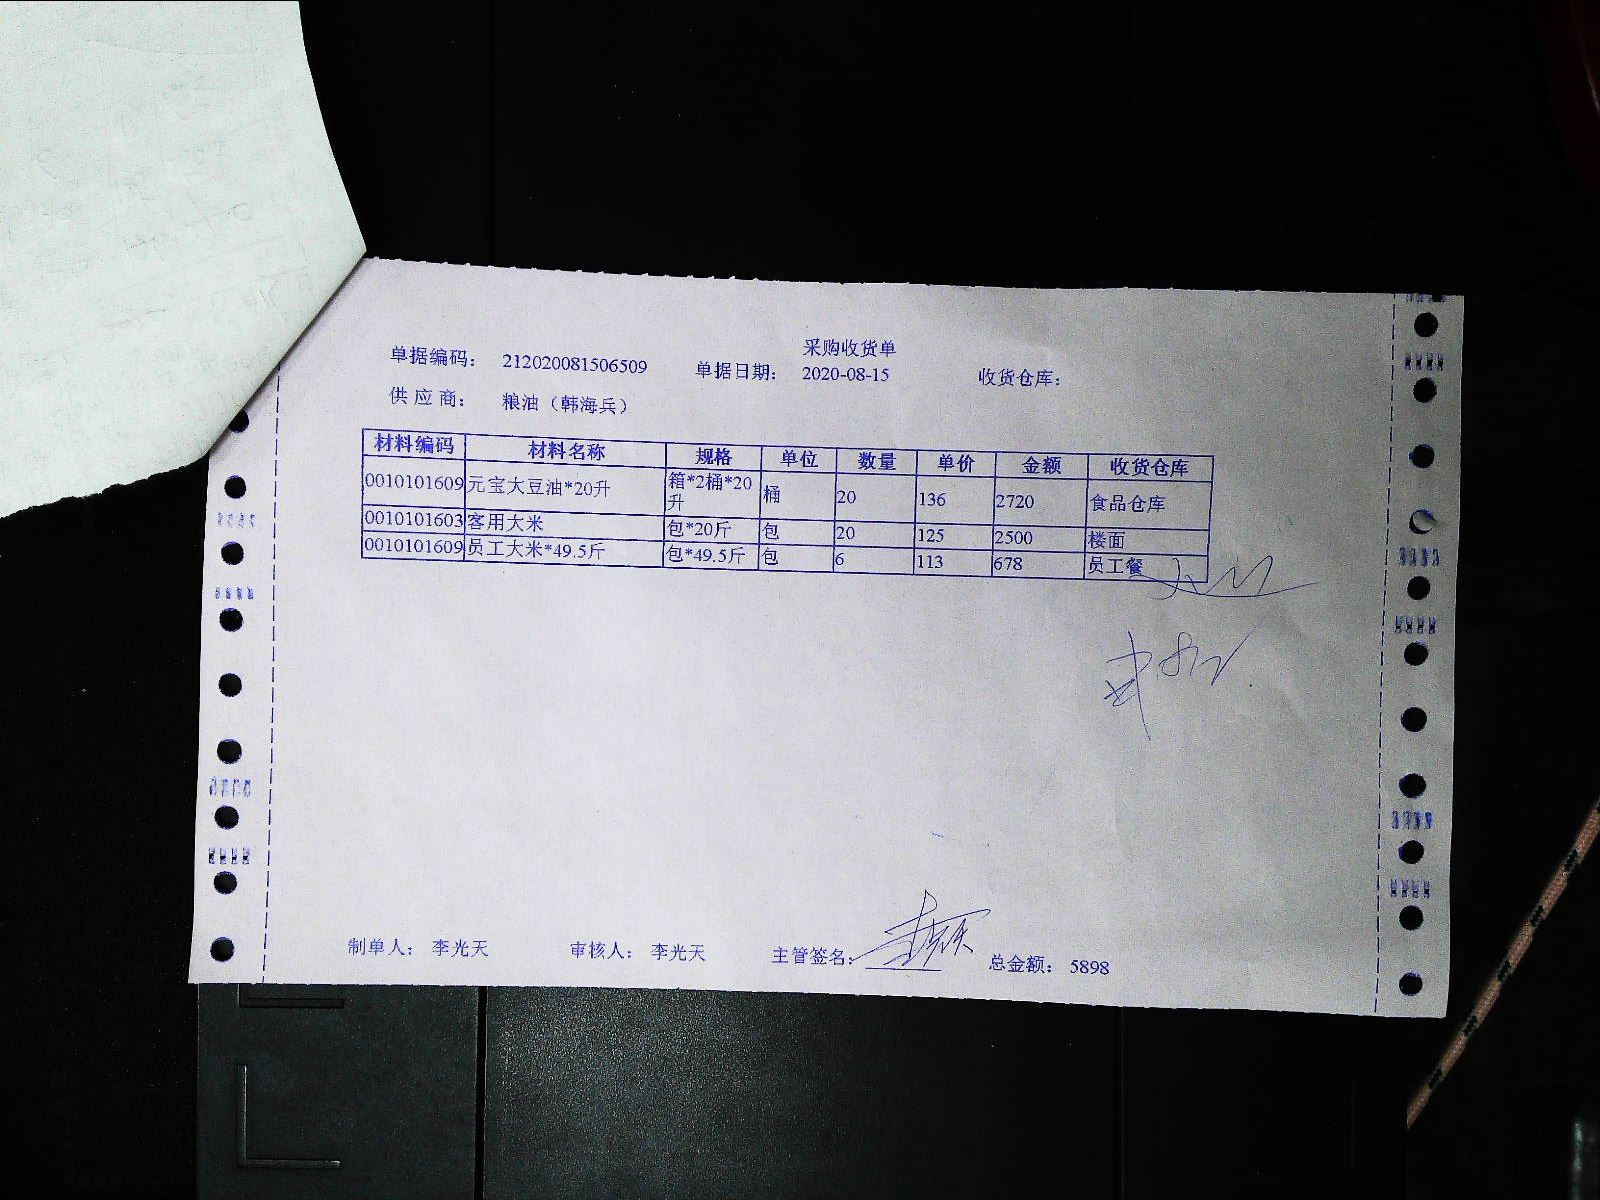 采购收货单
单据编码： 212020081506509 单据日期： 2020-08-15 收货仓库：
供 应 商： 粮油（韩海兵）
材料编码 材料名称 规格 单位 数量 单价 金额 收货仓库
0010101609 元宝大豆油*20升 箱*2桶*20升 桶 20 136 2720 食品仓库
0010101603 客用大米 包*20斤 包 20 125 2500 楼面
0010101609 员工大米*49.5斤 包*49.5斤 包 6 113 678 员工餐
制单人： 李光天 审核人： 李光天 主管签名： 总金额： 5898